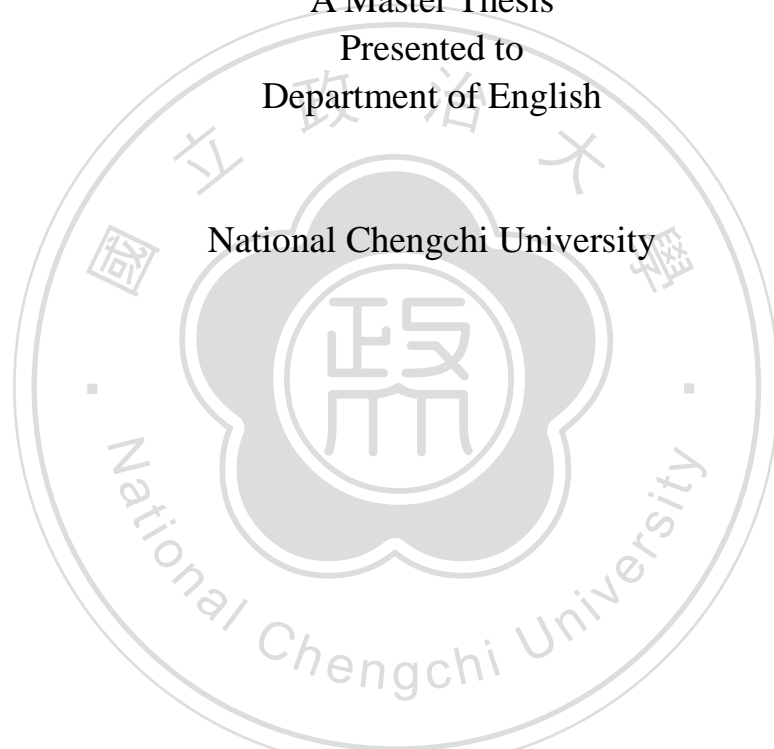 A Master Thesis
Presented to
Department of English
National Chengchi University
國立政治大學
政
National Chengchi University